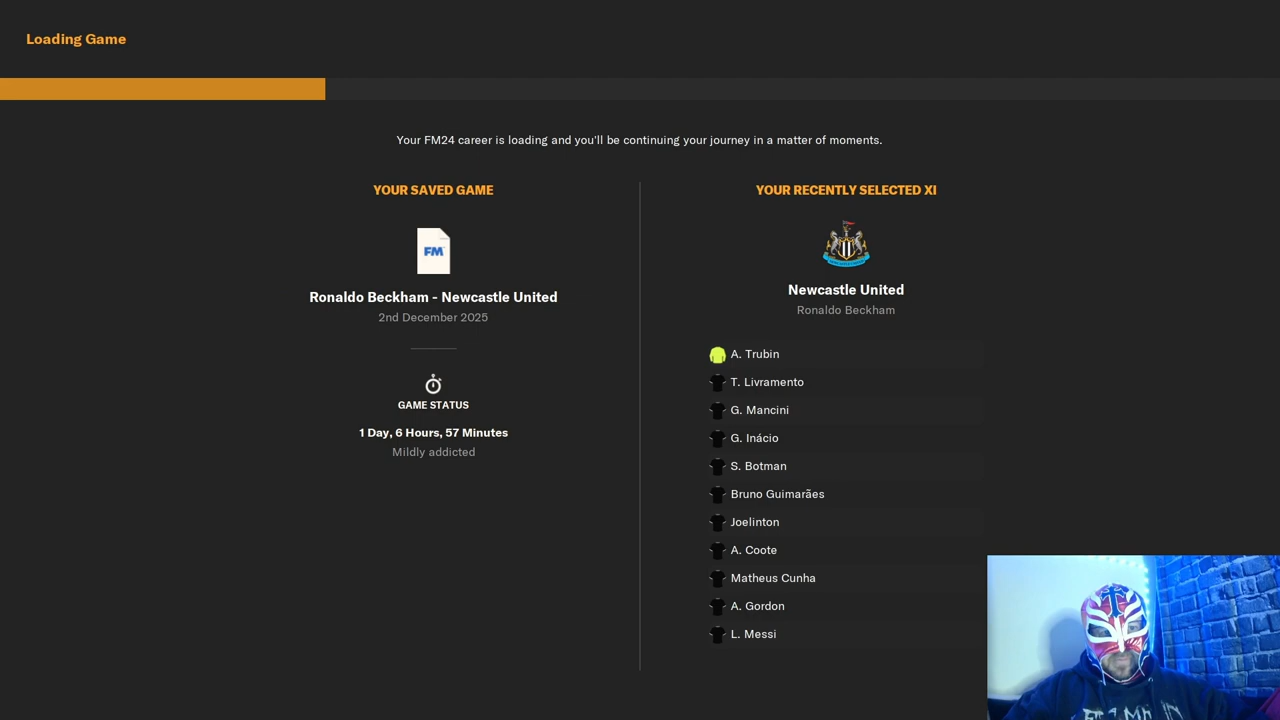 Loading Game
Your FM24 career is loading and you'll be continuing your journey in a matter of moments.
YOUR SAVED GAME
FM
Ronaldo Beckham - Newcastle United
2nd December 2025
GAME STATUS
1 Day, 6 Hours, 57 Minutes
Mildly addicted
YOUR RECENTLY SELECTED XI
Newcastle United
Ronaldo Beckham
A. Trubin
T. Livramento
G. Mancini
G. Inácio
S. Botman
Bruno Guimarães
Joelinton
A. Coote
Matheus Cunha
A. Gordon
L. Messi